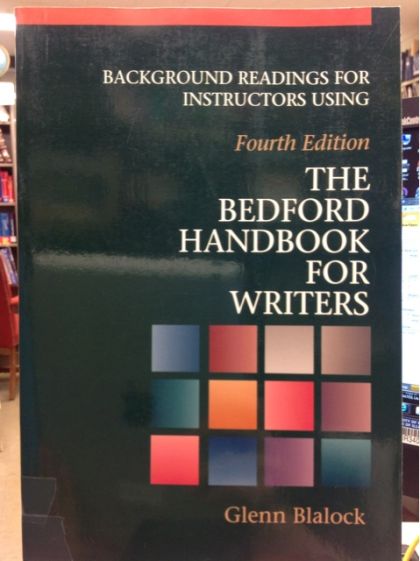 BACKGROUND READINGS FOR
INSTRUCTORS USING
Fourth Edition
THE
BEDFORD
HANDBOOK
FOR
WRITERS
Glenn Blalock